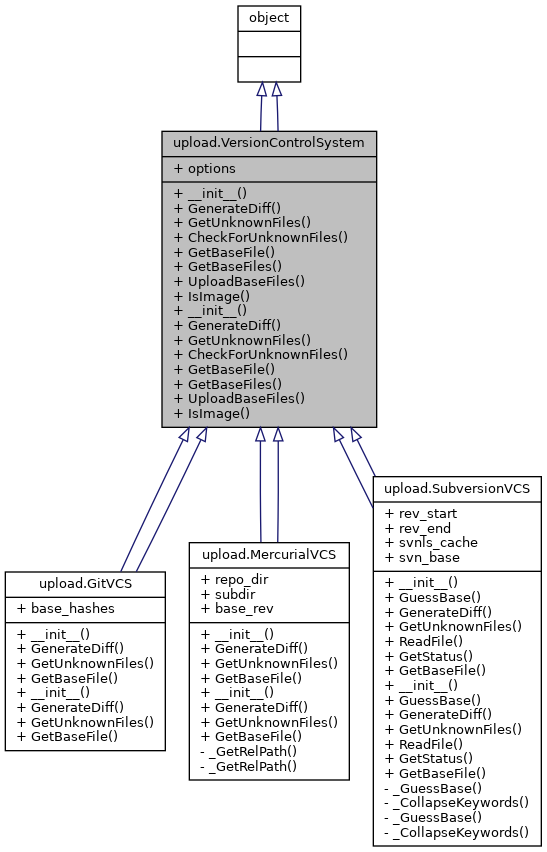 object
upload.VersionControlSystem
+ options
+ __init__()
+ GenerateDiff()
+ GetUnknownFiles()
+ CheckForUnknownFiles()
+ GetBaseFile()
+ GetBaseFiles()
+ UploadBaseFiles()
+ IsImage()
+ __init__()
+ GenerateDiff()
+ GetUnknownFiles()
+ CheckForUnknownFiles()
+ GetBaseFile()
+ GetBaseFiles()
+ UploadBaseFiles()
+ IsImage()
upload.GitVCS
+ base_hashes
+ __init__()
+ GenerateDiff()
+ GetUnknownFiles()
+ GetBaseFile()
+ __init__()
+ GenerateDiff()
+ GetUnknownFiles()
+ GetBaseFile()
upload.MercurialVCS
+ repo_dir
+ subdir
+ base_rev
+ __init__()
+ GenerateDiff()
+ GetUnknownFiles()
+ GetBaseFile()
+ __init__()
+ GenerateDiff()
+ GetUnknownFiles()
+ GetBaseFile()
- _GetRelPath()
- _GetRelPath()
upload.SubversionVCS
+ rev_start
+ rev_end
+ svnls_cache
+ svn_base
+ __init__()
+ GuessBase()
+ GenerateDiff()
+ GetUnknownFiles()
+ ReadFile()
+ GetStatus()
+ GetBaseFile()
+ __init__()
+ GuessBase()
+ GenerateDiff()
+ GetUnknownFiles()
+ ReadFile()
+ GetStatus()
+ GetBaseFile()
- _GuessBase()
- _CollapseKeywords()
- _GuessBase()
- _CollapseKeywords()